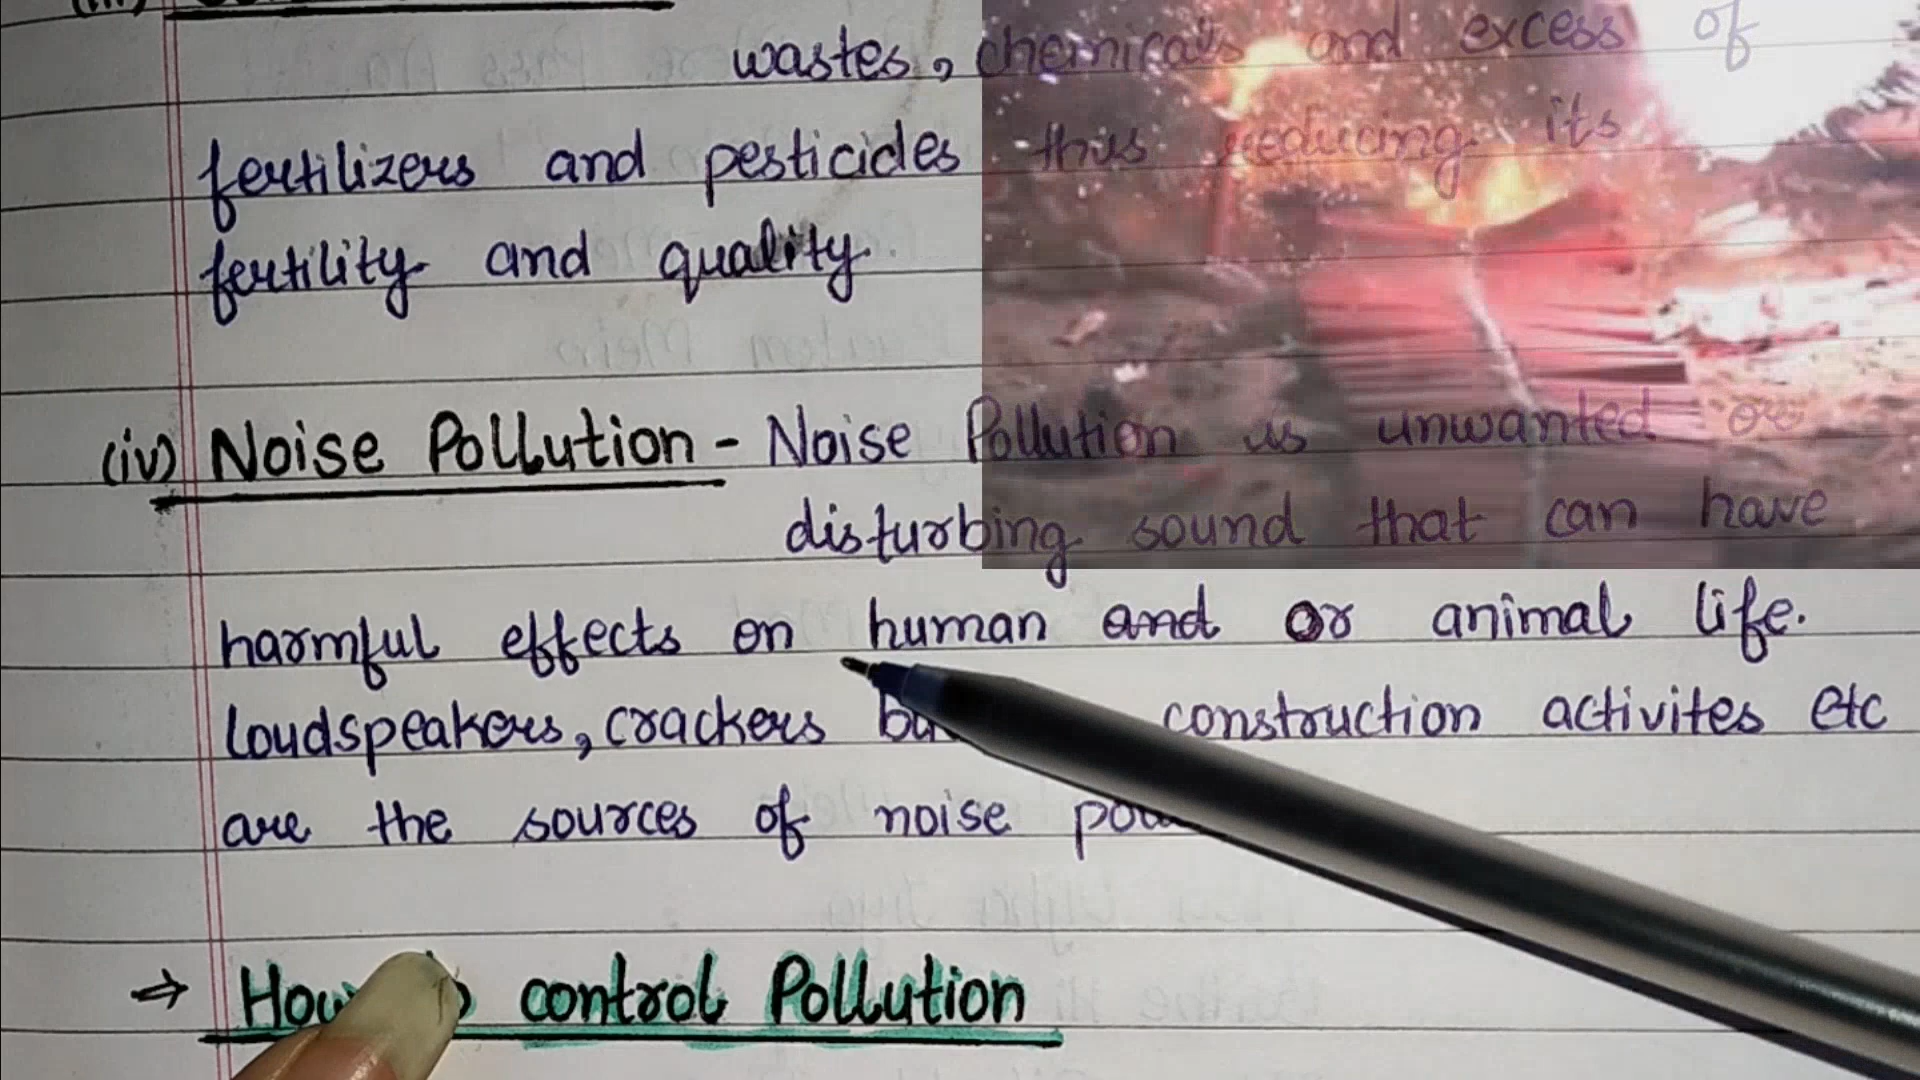 (iii)
wastes, chemicals and excess of
fertilizers and pesticides thus reducing its
fertility and quality
(iv) Noise Pollution - Noise Pollution is unwanted or
disturbing sound that can have
harmful effects on human and or animal life.
loudspeakers, crackers construction activites etc
are the sources of noise
→ How control Pollution